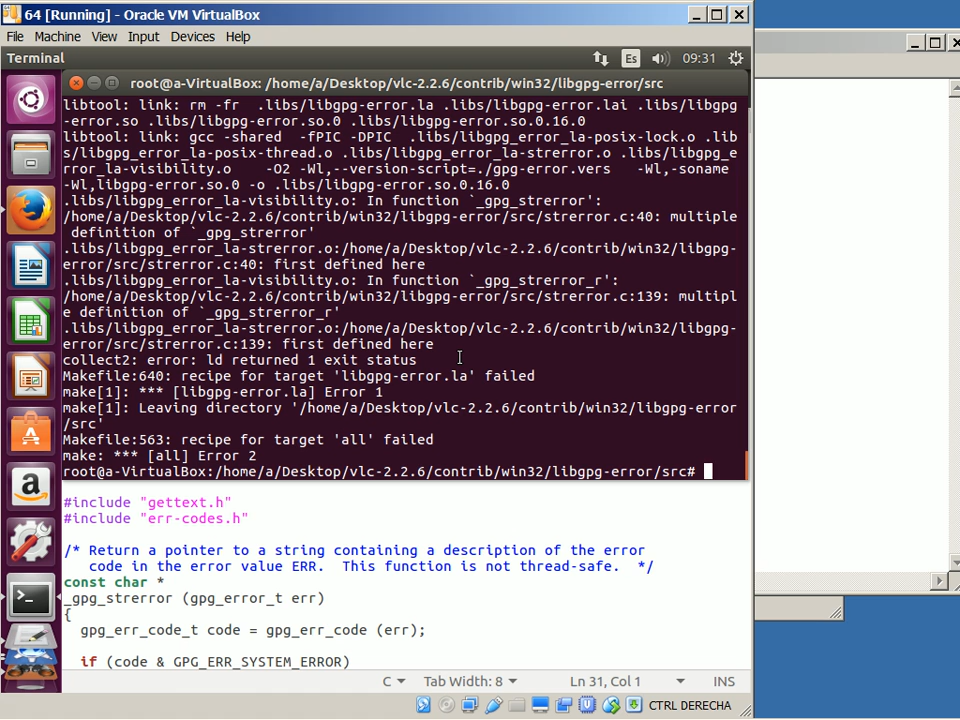 64 [Running] - Oracle VM VirtualBox
File Machine View Input Devices Help
Terminal Es 09:31
root@a-VirtualBox: /home/a/Desktop/vlc-2.2.6/contrib/win32/libgpg-error/src
libtool: link: rm -fr  .libs/libgpg-error.la .libs/libgpg-error.lai .libs/libgpg
-error.so .libs/libgpg-error.so.0 .libs/libgpg-error.so.0.16.0
libtool: link: gcc -shared  -fPIC -DPIC  .libs/libgpg_error_la-posix-lock.o .lib
s/libgpg_error_la-posix-thread.o .libs/libgpg_error_la-strerror.o .libs/libgpg_e
rror_la-visibility.o    -O2 -Wl,--version-script=./gpg-error.vers   -Wl,-soname
-Wl,libgpg-error.so.0 -o .libs/libgpg-error.so.0.16.0
.libs/libgpg_error_la-visibility.o: In function `_gpg_strerror':
/home/a/Desktop/vlc-2.2.6/contrib/win32/libgpg-error/src/strerror.c:40: multiple
 definition of `_gpg_strerror'
.libs/libgpg_error_la-strerror.o:/home/a/Desktop/vlc-2.2.6/contrib/win32/libgpg-
error/src/strerror.c:40: first defined here
.libs/libgpg_error_la-visibility.o: In function `_gpg_strerror_r':
/home/a/Desktop/vlc-2.2.6/contrib/win32/libgpg-error/src/strerror.c:139: multipl
e definition of `_gpg_strerror_r'
.libs/libgpg_error_la-strerror.o:/home/a/Desktop/vlc-2.2.6/contrib/win32/libgpg-
error/src/strerror.c:139: first defined here
collect2: error: ld returned 1 exit status
Makefile:640: recipe for target 'libgpg-error.la' failed
make[1]: *** [libgpg-error.la] Error 1
make[1]: Leaving directory '/home/a/Desktop/vlc-2.2.6/contrib/win32/libgpg-error
/src'
Makefile:563: recipe for target 'all' failed
make: *** [all] Error 2
root@a-VirtualBox:/home/a/Desktop/vlc-2.2.6/contrib/win32/libgpg-error/src#
#include "gettext.h"
#include "err-codes.h"
/* Return a pointer to a string containing a description of the error
   code in the error value ERR.  This function is not thread-safe.  */
const char *
_gpg_strerror (gpg_error_t err)
{
  gpg_err_code_t code = gpg_err_code (err);
  if (code & GPG_ERR_SYSTEM_ERROR)
C Tab Width: 8 Ln 31, Col 1 INS
CTRL DERECHA